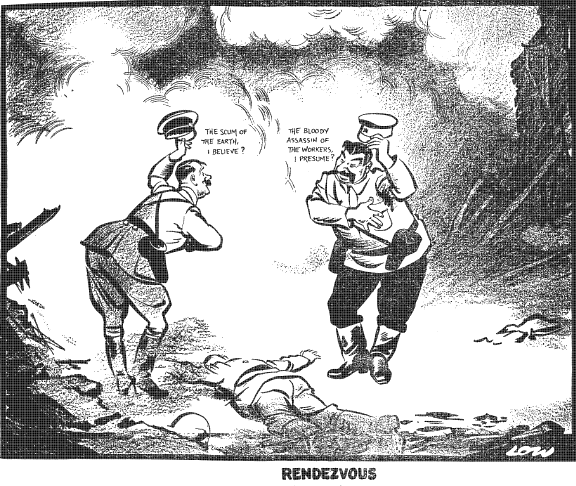 THE SCUM OF
THE EARTH,
I BELIEVE?
THE BLOODY
ASSASSIN OF
THE WORKERS,
I PRESUME?
LOW
RENDEZVOUS